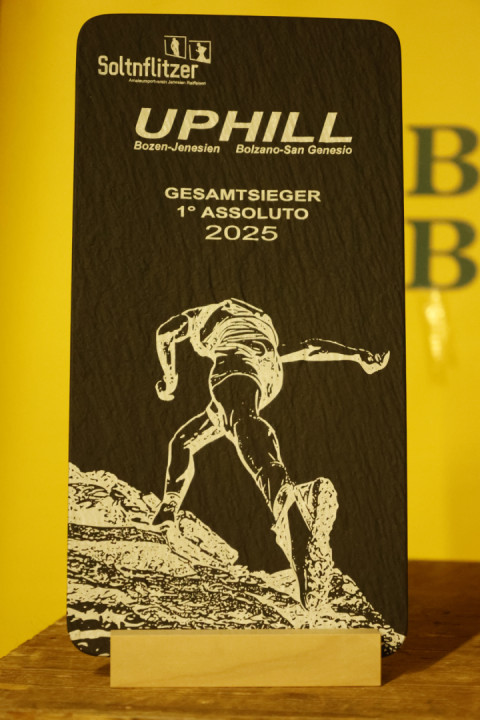 Soltnflitzer
UPHILL
Bozen-Jenesien Bolzano-San Genesio
GESAMTSIEGER
1° ASSOLUTO
2025
B
B